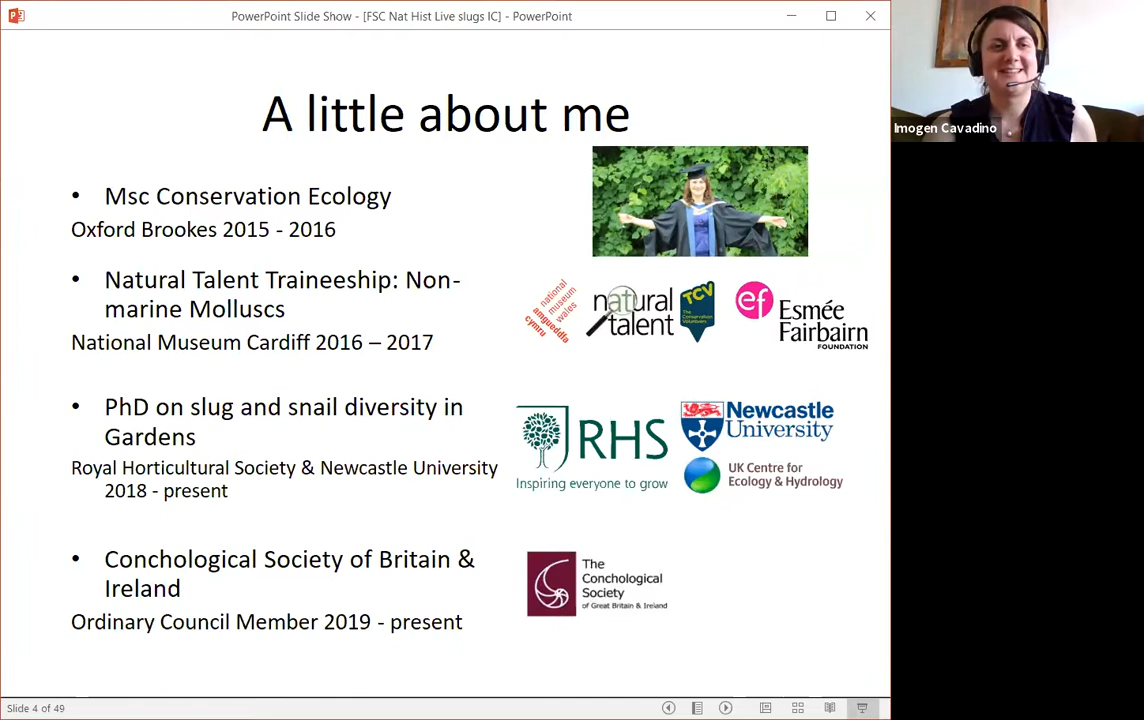 PowerPoint Slide Show - [FSC Nat Hist Live slugs IC] - PowerPoint
Imogen Cavadino
A little about me
• Msc Conservation Ecology
Oxford Brookes 2015 - 2016
• Natural Talent Traineeship: Non-
marine Molluscs
National Museum Cardiff 2016 – 2017
national
museum
wales
amgueddfa
cymru
natural
talent
TCV
The
Conservation
Volunteers
ef
Esmée
Fairbairn
FOUNDATION
• PhD on slug and snail diversity in
Gardens
Royal Horticultural Society & Newcastle University
2018 - present
RHS
Inspiring everyone to grow
Newcastle
University
UK Centre for
Ecology & Hydrology
• Conchological Society of Britain &
Ireland
Ordinary Council Member 2019 - present
The
Conchological
Society
of Great Britain & Ireland
Slide 4 of 49